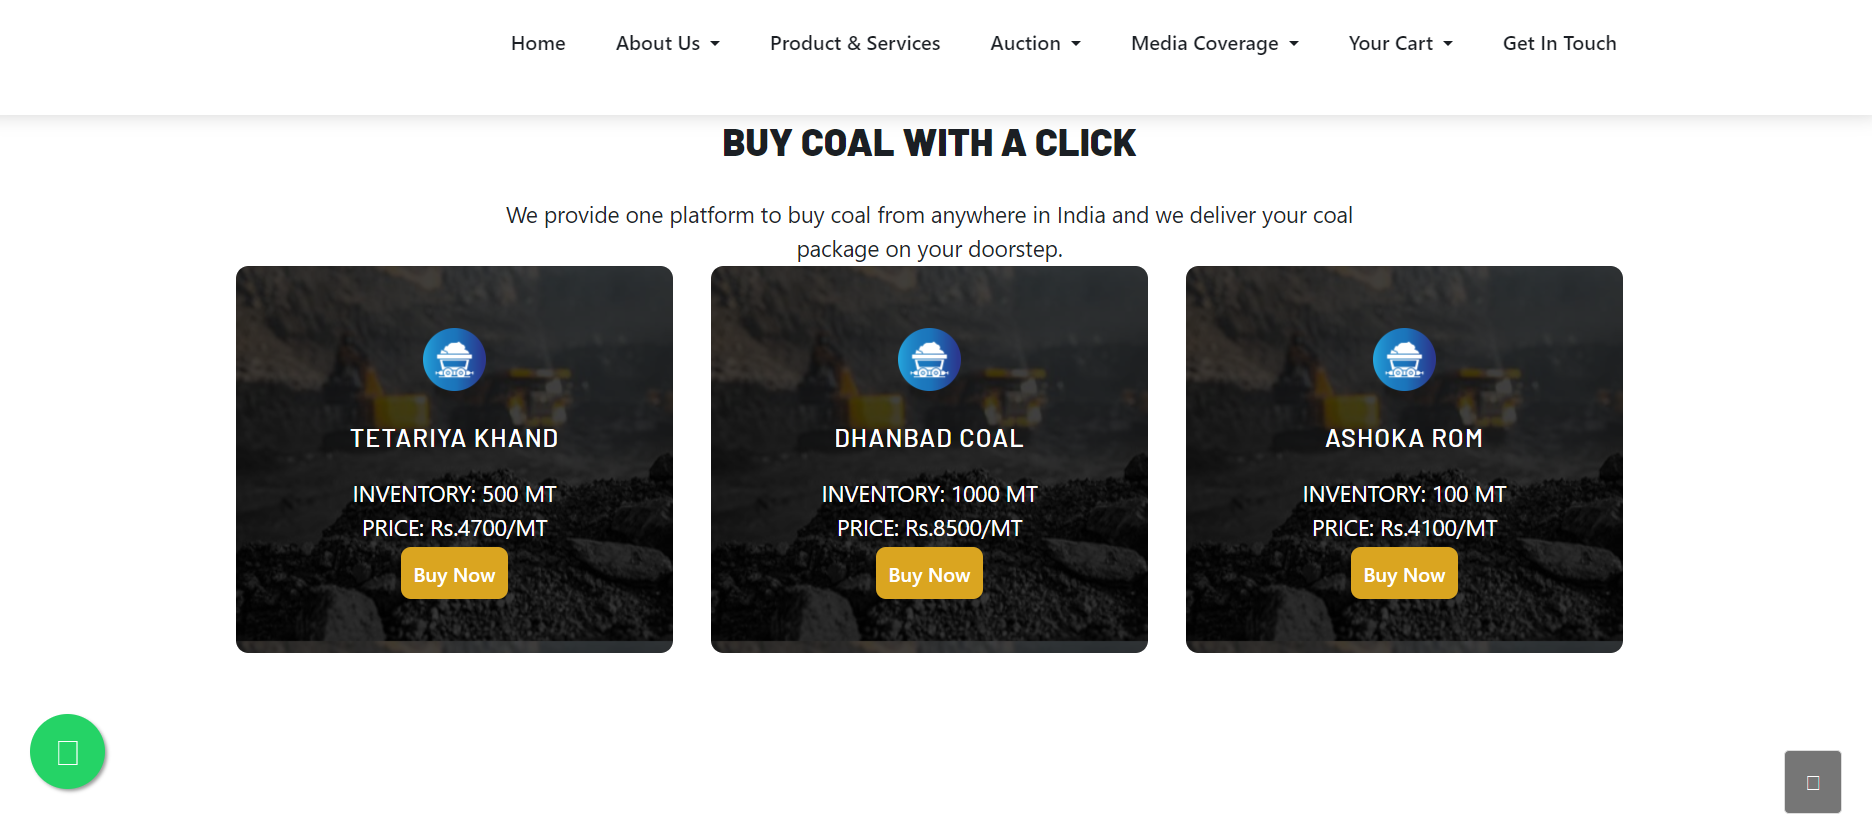 Home About Us Product & Services Auction Media Coverage Your Cart Get In Touch
BUY COAL WITH A CLICK
We provide one platform to buy coal from anywhere in India and we deliver your coal
package on your doorstep.
TETARIYA KHAND
INVENTORY: 500 MT
PRICE: Rs.4700/MT
Buy Now
DHANBAD COAL
INVENTORY: 1000 MT
PRICE: Rs.8500/MT
Buy Now
ASHOKA ROM
INVENTORY: 100 MT
PRICE: Rs.4100/MT
Buy Now